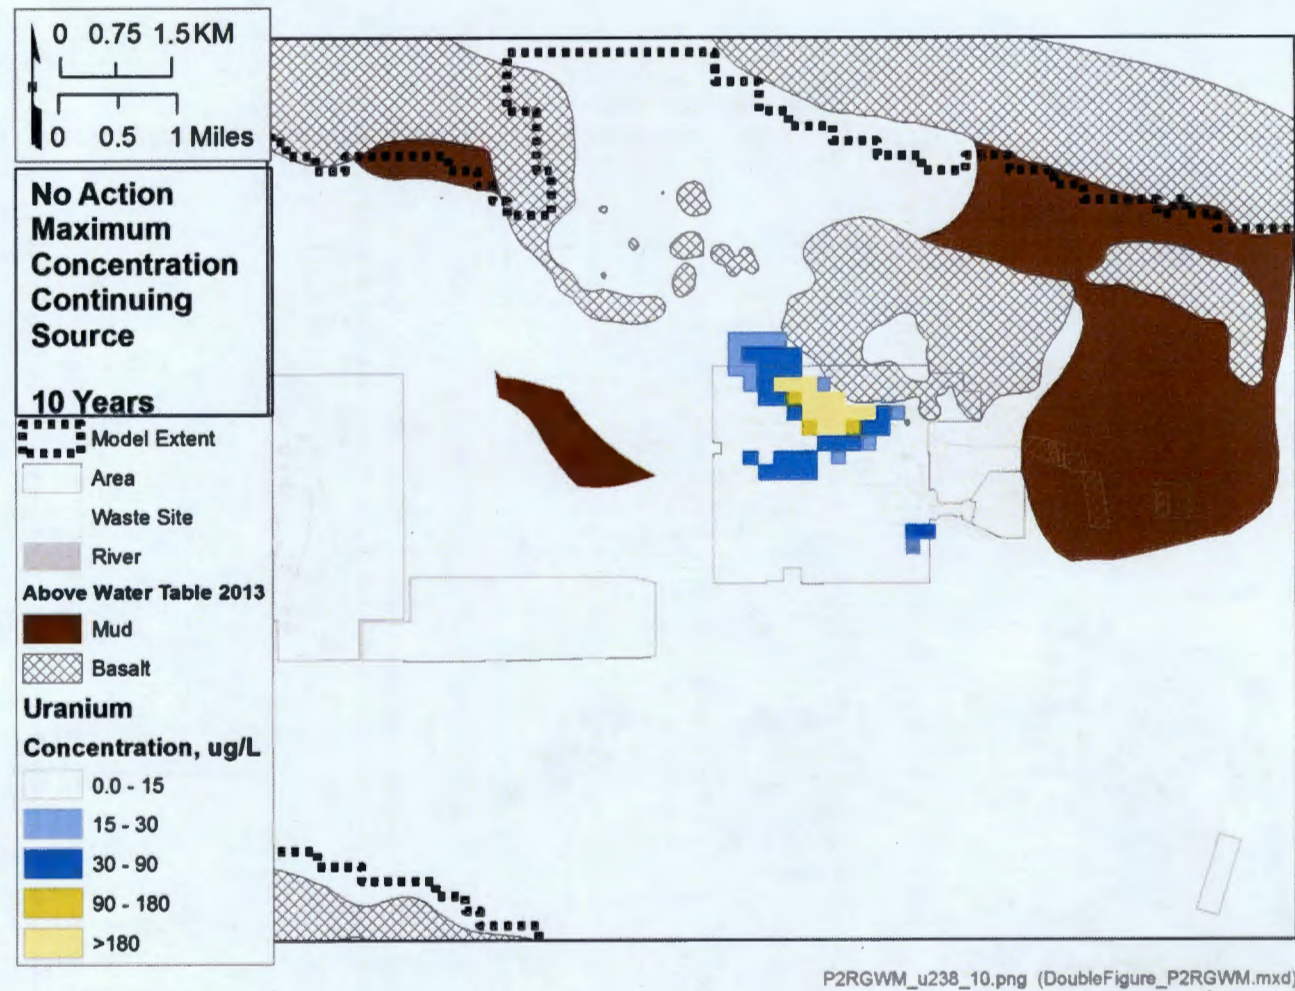 0 0.75 1.5 KM
0 0.5 1 Miles
No Action
Maximum
Concentration
Continuing
Source
10 Years
Model Extent
Area
Waste Site
River
Above Water Table 2013
Mud
Basalt
Uranium
Concentration, ug/L
0.0 - 15
15 - 30
30 - 90
90 - 180
>180
P2RGWM_u238_10.png (DoubleFigure_P2RGWM.mxd)